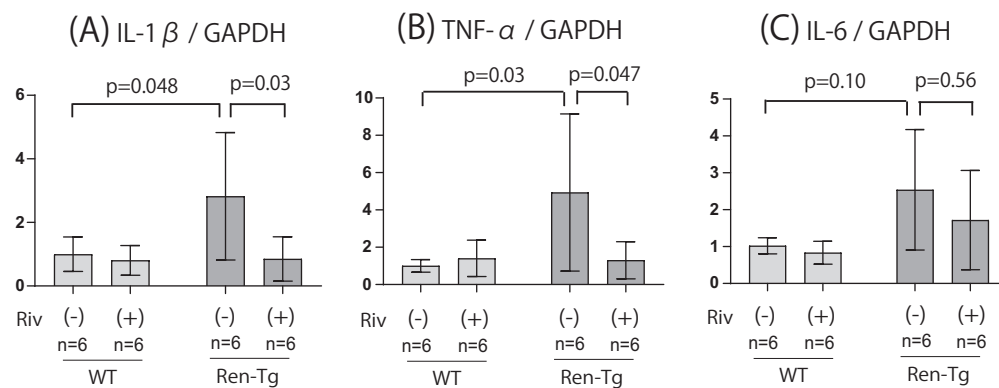 (A) IL-1 β / GAPDH
p=0.048
p=0.03
6
4
2
0
Riv (-) (+) (-) (+)
n=6 n=6 n=6 n=6
WT Ren-Tg
(B) TNF-α / GAPDH
p=0.03
p=0.047
10
8
6
4
2
0
Riv (-) (+) (-) (+)
n=6 n=6 n=6 n=6
WT Ren-Tg
(C) IL-6 / GAPDH
p=0.10
p=0.56
5
4
3
2
1
0
Riv (-) (+) (-) (+)
n=6 n=6 n=6 n=6
WT Ren-Tg